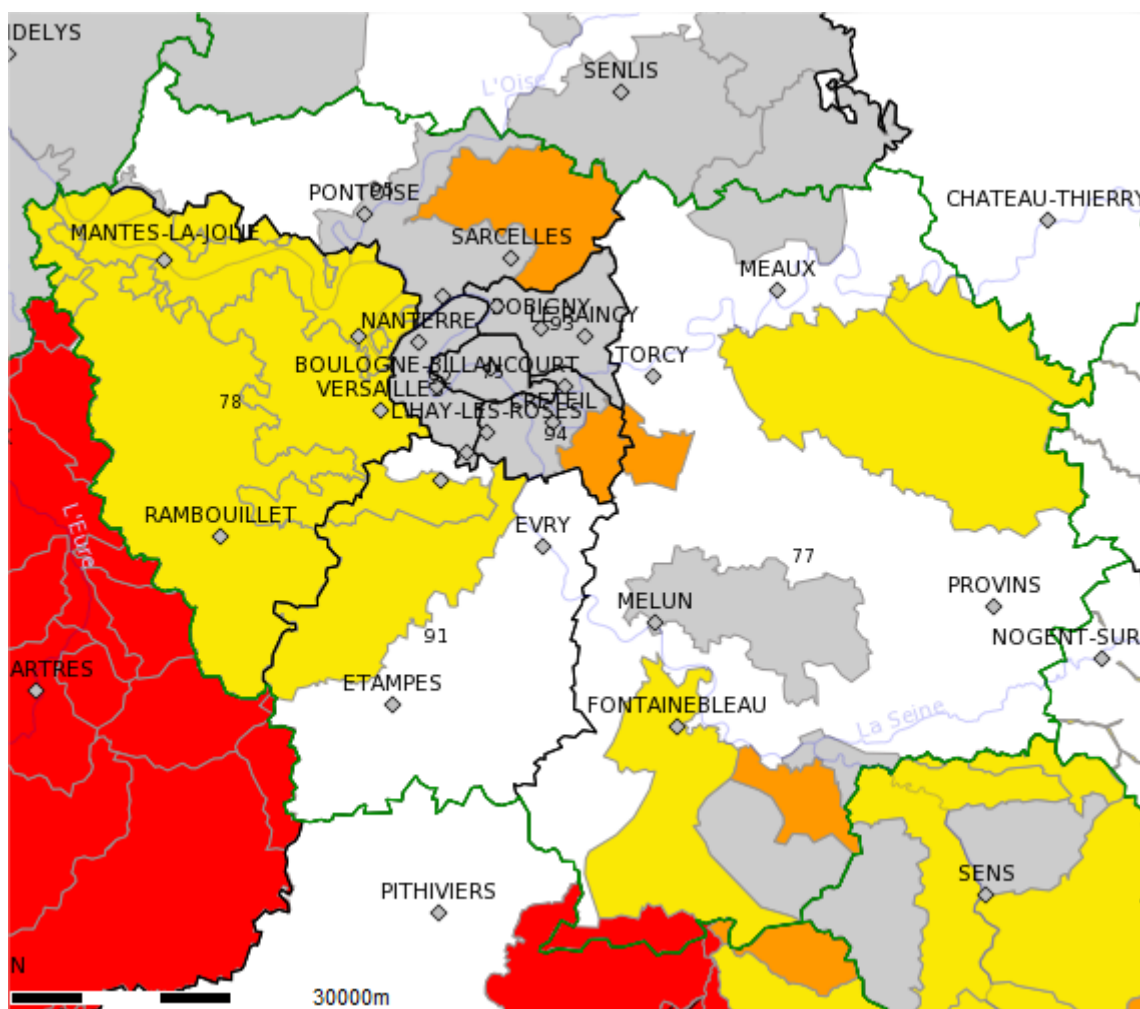 IDELYS
SENLIS
L'Oise
PONTOISE
95
CHATEAU-THIERRY
MANTES-LA-JOLIE
SARCELLES
MEAUX
BOBIGNY
NANTERRE
LE RAINCY
93
TORCY
BOULOGNE-BILLANCOURT
92
75
VERSAILLES
78
CRETEIL
L'HAY-LES-ROSES
94
RAMBOUILLET
L'Eure
EVRY
77
MELUN
PROVINS
91
NOGENT-SUR
ARTRES
ETAMPES
FONTAINEBLEAU
La Seine
PITHIVIERS
SENS
N
30000m